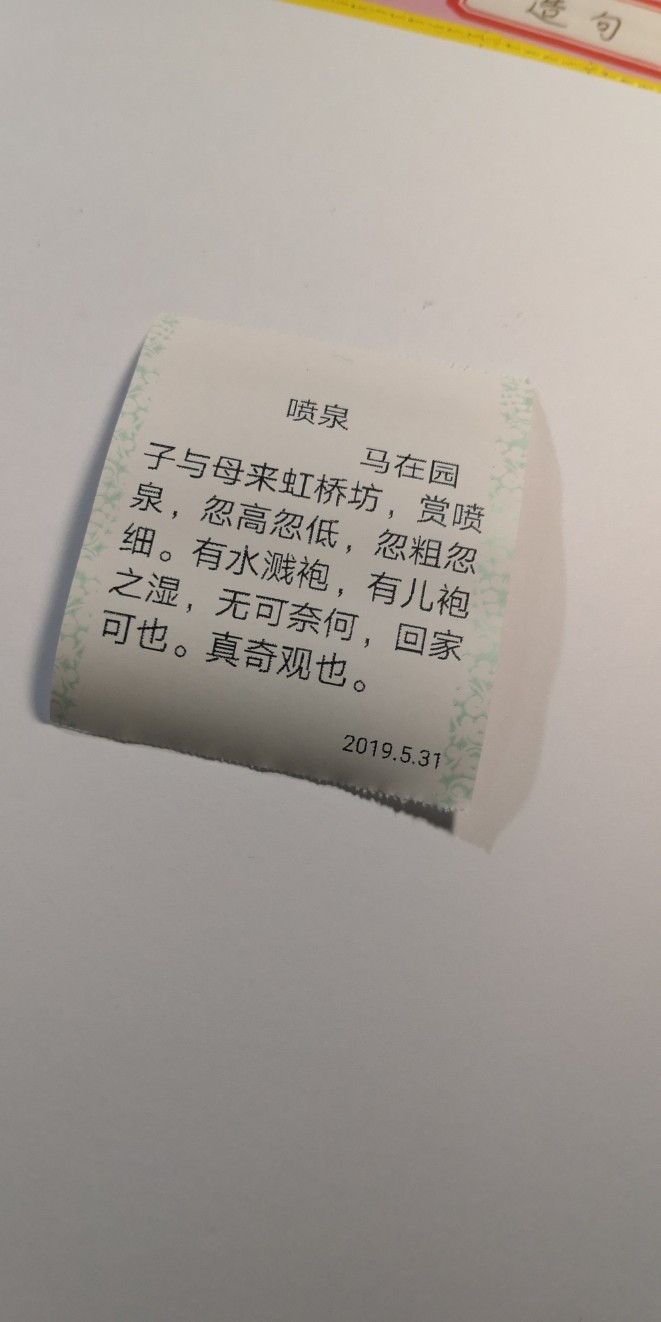 造句
喷泉
马在园
子与母来虹桥坊，赏喷
泉，忽高忽低，忽粗忽
细。有水溅袍，有儿袍
之湿，无可奈何，回家
可也。真奇观也。
2019.5.31